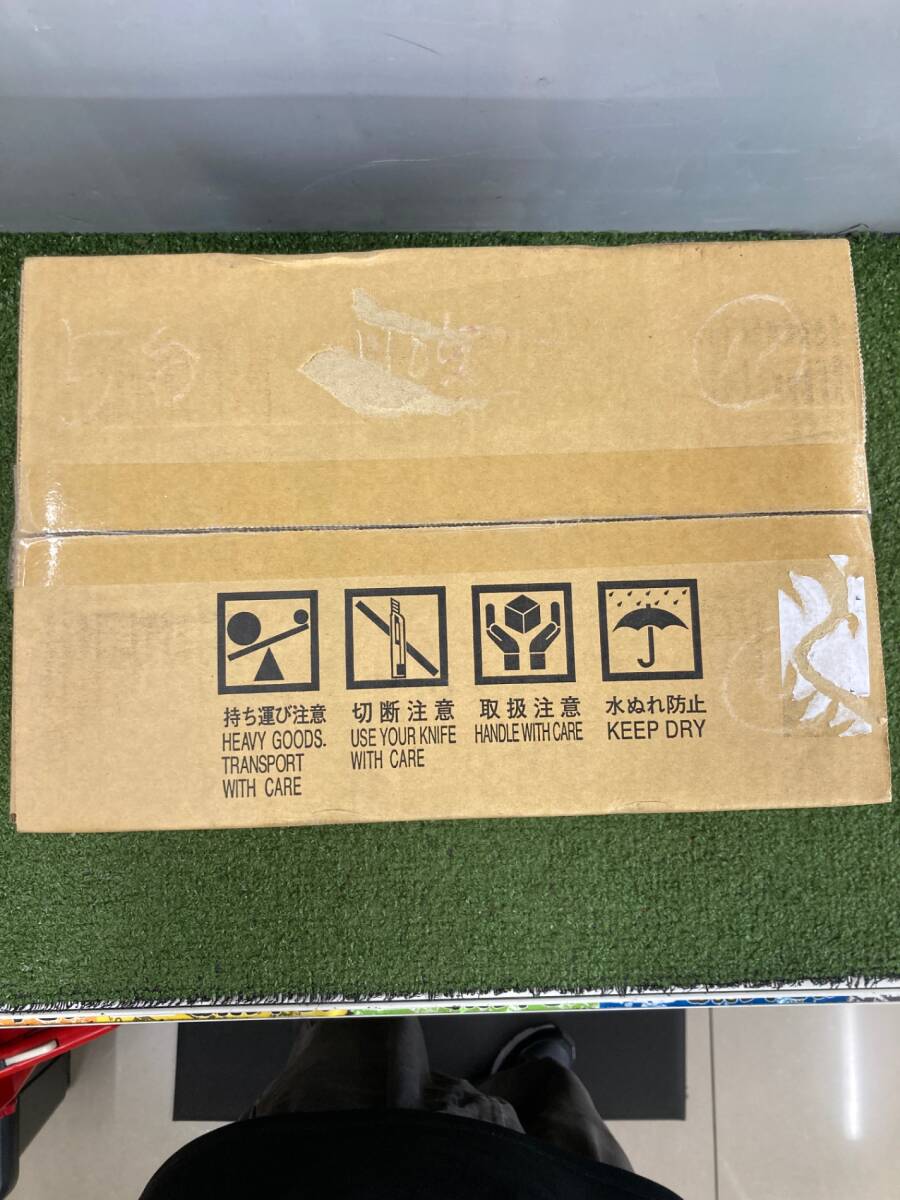 持ち運び注意
HEAVY GOODS.
TRANSPORT
WITH CARE
切断注意
USE YOUR KNIFE
WITH CARE
取扱注意
HANDLE WITH CARE
水ぬれ防止
KEEP DRY